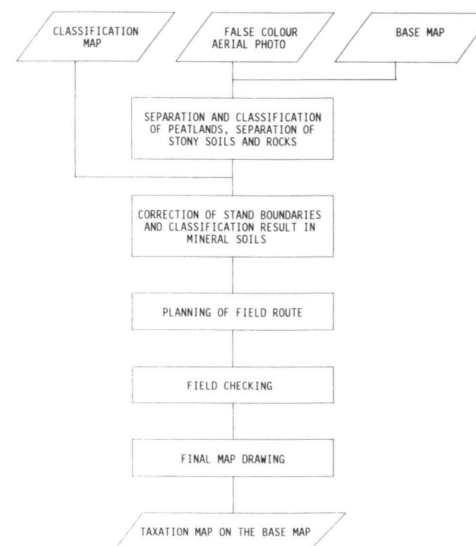 CLASSIFICATION
MAP
FALSE COLOUR
AERIAL PHOTO
BASE MAP
SEPARATION AND CLASSIFICATION
OF PEATLANDS, SEPARATION OF
STONY SOILS AND ROCKS
CORRECTION OF STAND BOUNDARIES
AND CLASSIFICATION RESULT IN
MINERAL SOILS
PLANNING OF FIELD ROUTE
FIELD CHECKING
FINAL MAP DRAWING
TAXATION MAP ON THE BASE MAP